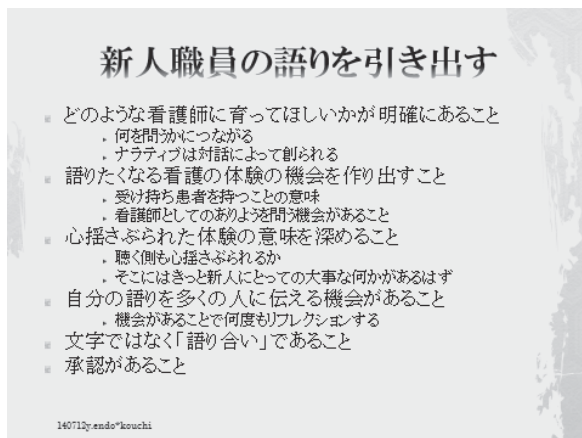 新人職員の語りを引き出す
どのような看護師に育ってほしいかが明確にあること
何を問うかにつながる
ナラティブは対話によって創られる
語りたくなる看護の体験の機会を作り出すこと
受け持ち患者を持つことの意味
看護師としてのありようを問う機会があること
心揺さぶられた体験の意味を深めること
聴く側も心揺さぶられるか
そこにはきっと新人にとっての大事な何かがあるはず
自分の語りを多くの人に伝える機会があること
機会があることで何度もリフレクションする
文字ではなく「語り合い」であること
承認があること
140712y.endo*kouchi